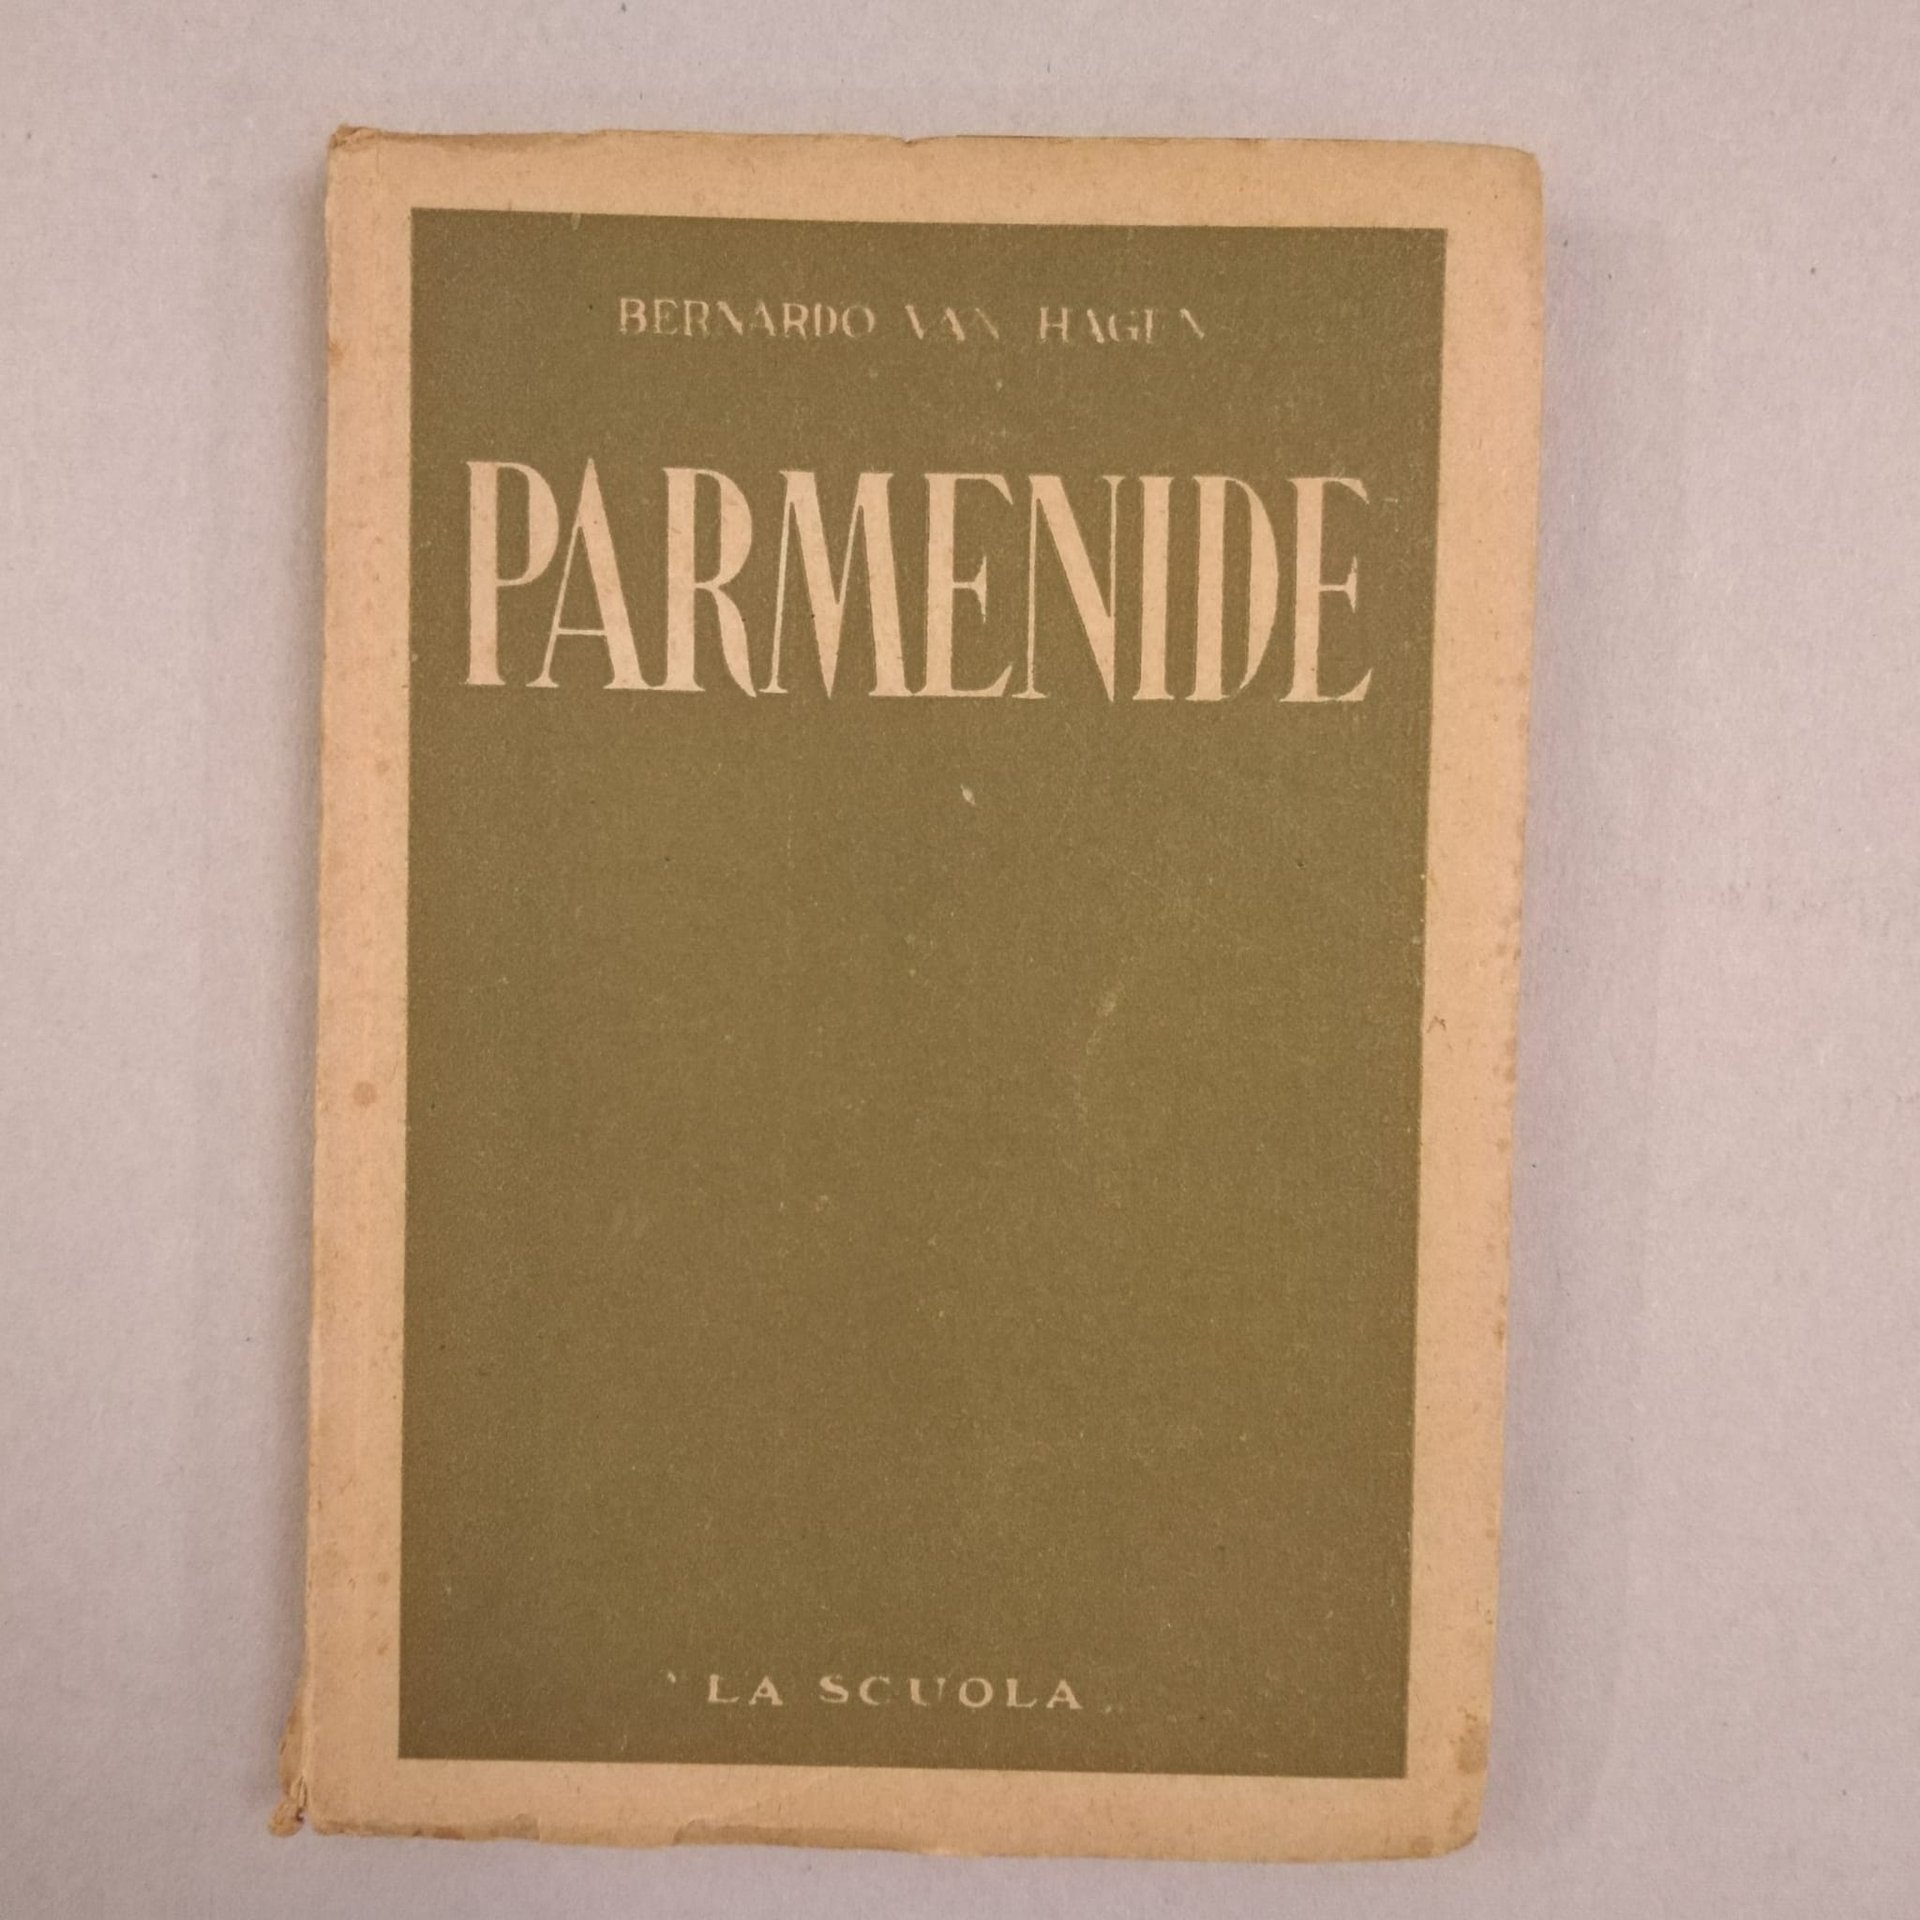 BERNARDO VAN HAGEN
PARMENIDE
LA SCUOLA